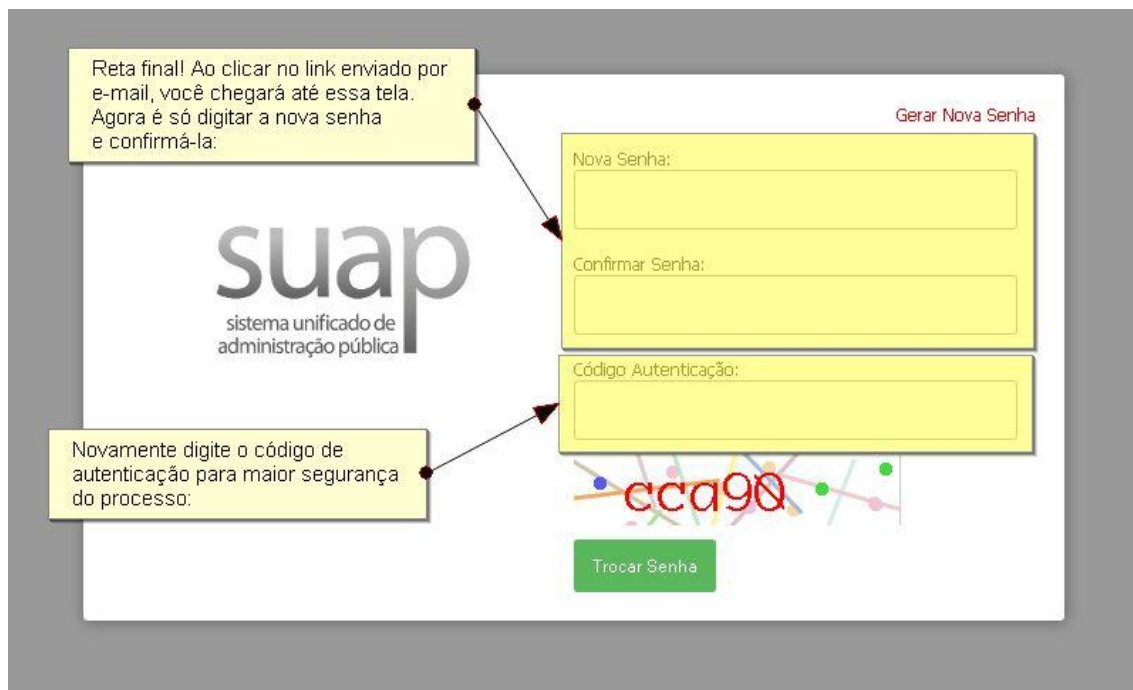 Reta final! Ao clicar no link enviado por
e-mail, você chegará até essa tela.
Agora é só digitar a nova senha
e confirmá-la:
Gerar Nova Senha
Nova Senha:
Confirmar Senha:
suap
sistema unificado de
administração pública
Código Autenticação:
Novamente digite o código de
autenticação para maior segurança
do processo:
cca90
Trocar Senha